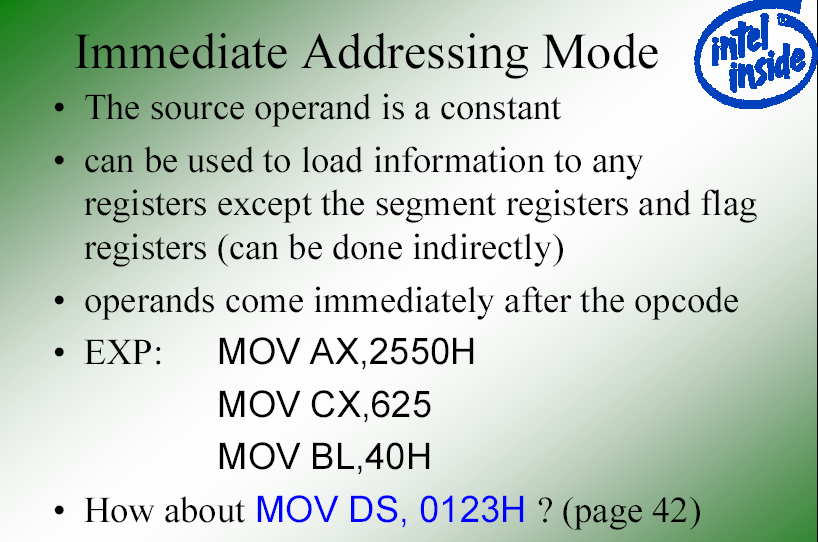 Immediate Addressing Mode
intel
inside
TM
• The source operand is a constant
• can be used to load information to any
registers except the segment registers and flag
registers (can be done indirectly)
• operands come immediately after the opcode
• EXP: MOV AX,2550H
MOV CX,625
MOV BL,40H
• How about MOV DS, 0123H ? (page 42)